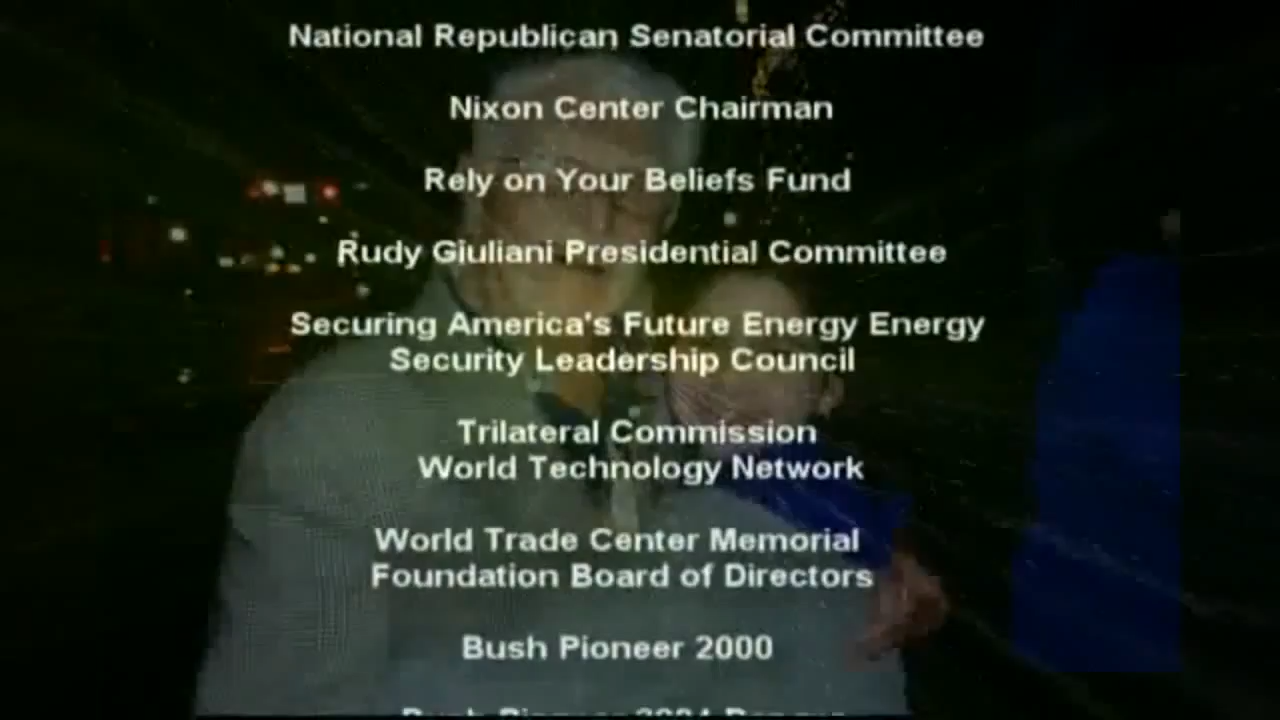 National Republican Senatorial Committee
Nixon Center Chairman
Rely on Your Beliefs Fund
Rudy Giuliani Presidential Committee
Securing America's Future Energy Energy
Security Leadership Council
Trilateral Commission
World Technology Network
World Trade Center Memorial
Foundation Board of Directors
Bush Pioneer 2000